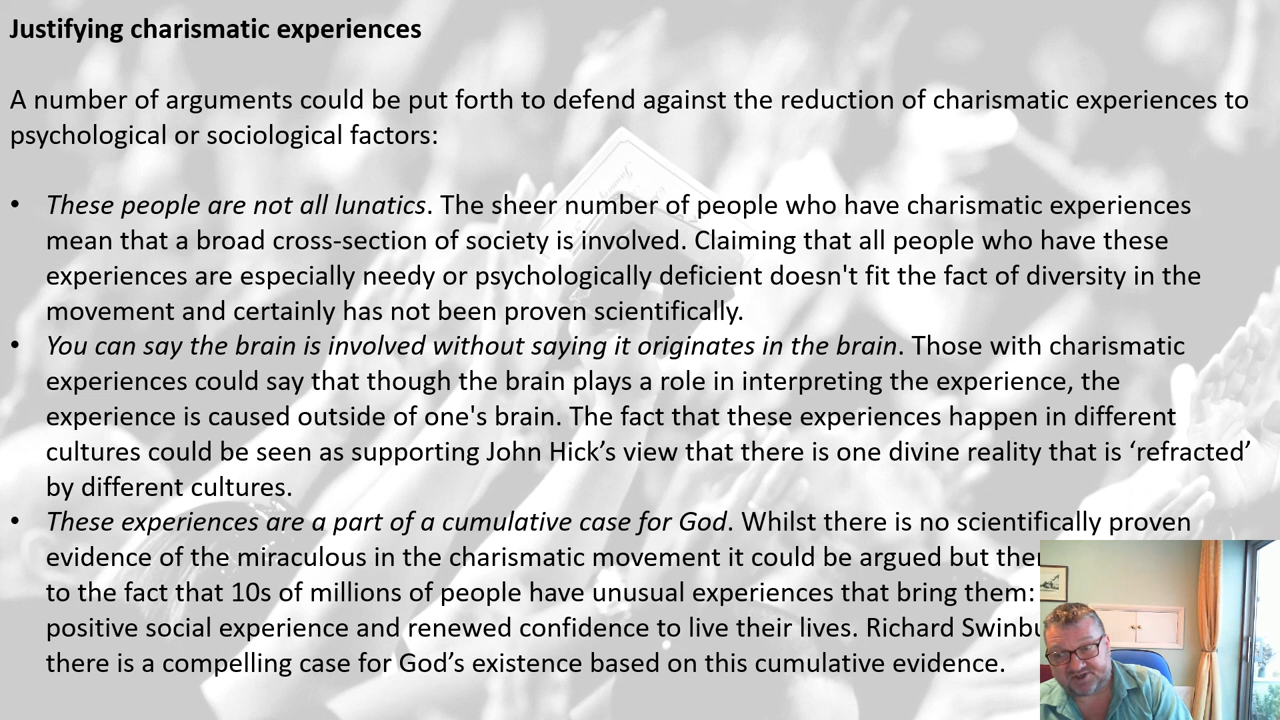 Justifying charismatic experiences
A number of arguments could be put forth to defend against the reduction of charismatic experiences to
psychological or sociological factors:
• These people are not all lunatics. The sheer number of people who have charismatic experiences
mean that a broad cross-section of society is involved. Claiming that all people who have these
experiences are especially needy or psychologically deficient doesn't fit the fact of diversity in the
movement and certainly has not been proven scientifically.
• You can say the brain is involved without saying it originates in the brain. Those with charismatic
experiences could say that though the brain plays a role in interpreting the experience, the
experience is caused outside of one's brain. The fact that these experiences happen in different
cultures could be seen as supporting John Hick’s view that there is one divine reality that is ‘refracted’
by different cultures.
• These experiences are a part of a cumulative case for God. Whilst there is no scientifically proven
evidence of the miraculous in the charismatic movement it could be argued but
to the fact that 10s of millions of people have unusual experiences that bring them:
positive social experience and renewed confidence to live their lives. Richard
there is a compelling case for God’s existence based on this cumulative evidence.